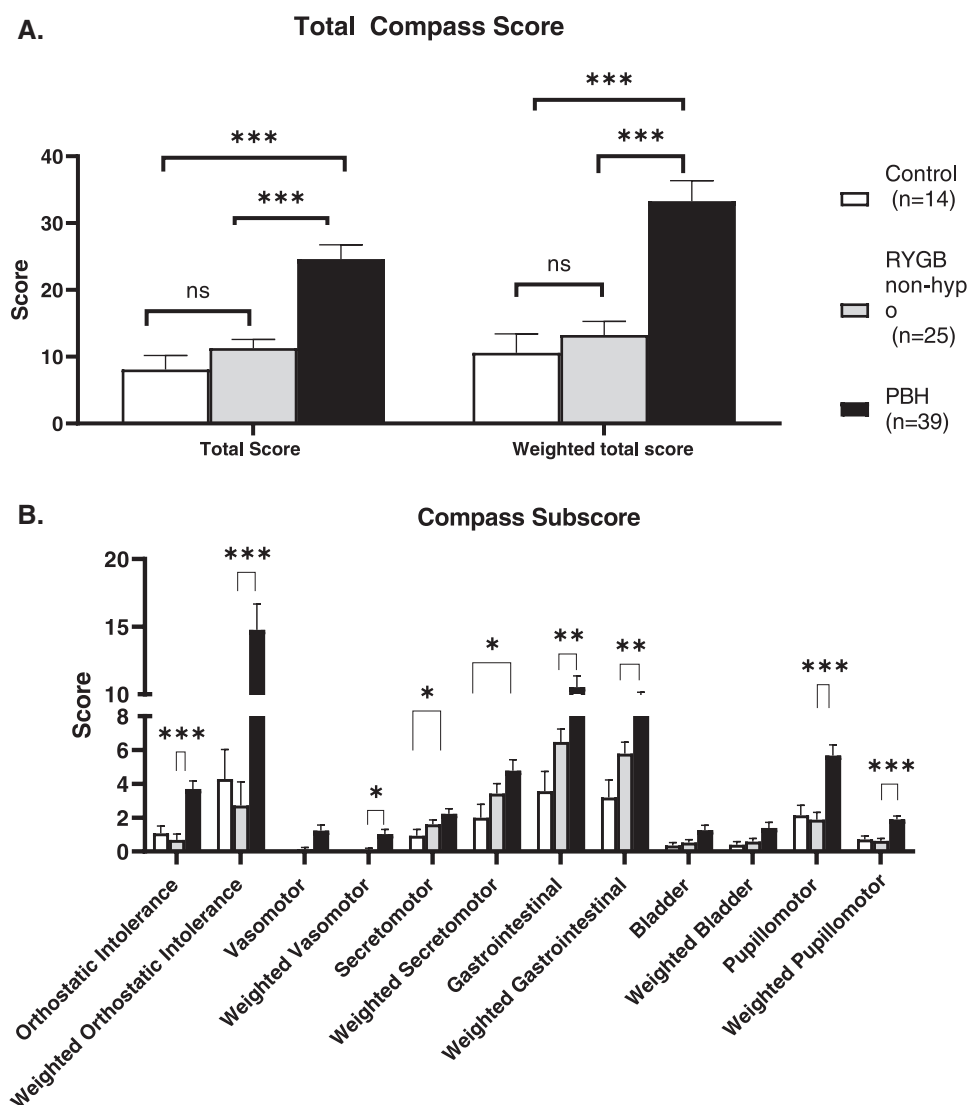 A.
Total Compass Score
***
***
***
***
ns
ns
Score
40
30
20
10
0
Total Score
Weighted total score
Control
(n=14)
RYGB
non-hyp
o
(n=25)
PBH
(n=39)
B.
Compass Subscore
Score
20
15
10
8
6
4
2
0
***
***
*
*
*
**
**
***
***
Orthostatic Intolerance
Weighted Orthostatic Intolerance
Vasomotor
Weighted Vasomotor
Secretomotor
Weighted Secretomotor
Gastrointestinal
Weighted Gastrointestinal
Bladder
Weighted Bladder
Pupillomotor
Weighted Pupillomotor